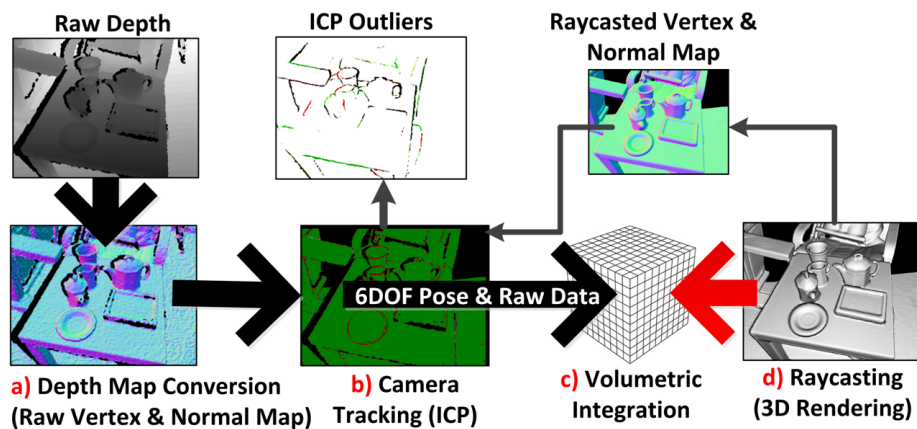 Raw Depth
ICP Outliers
Raycasted Vertex &
Normal Map
6DOF Pose & Raw Data
a) Depth Map Conversion
(Raw Vertex & Normal Map)
b) Camera
Tracking (ICP)
c) Volumetric
Integration
d) Raycasting
(3D Rendering)